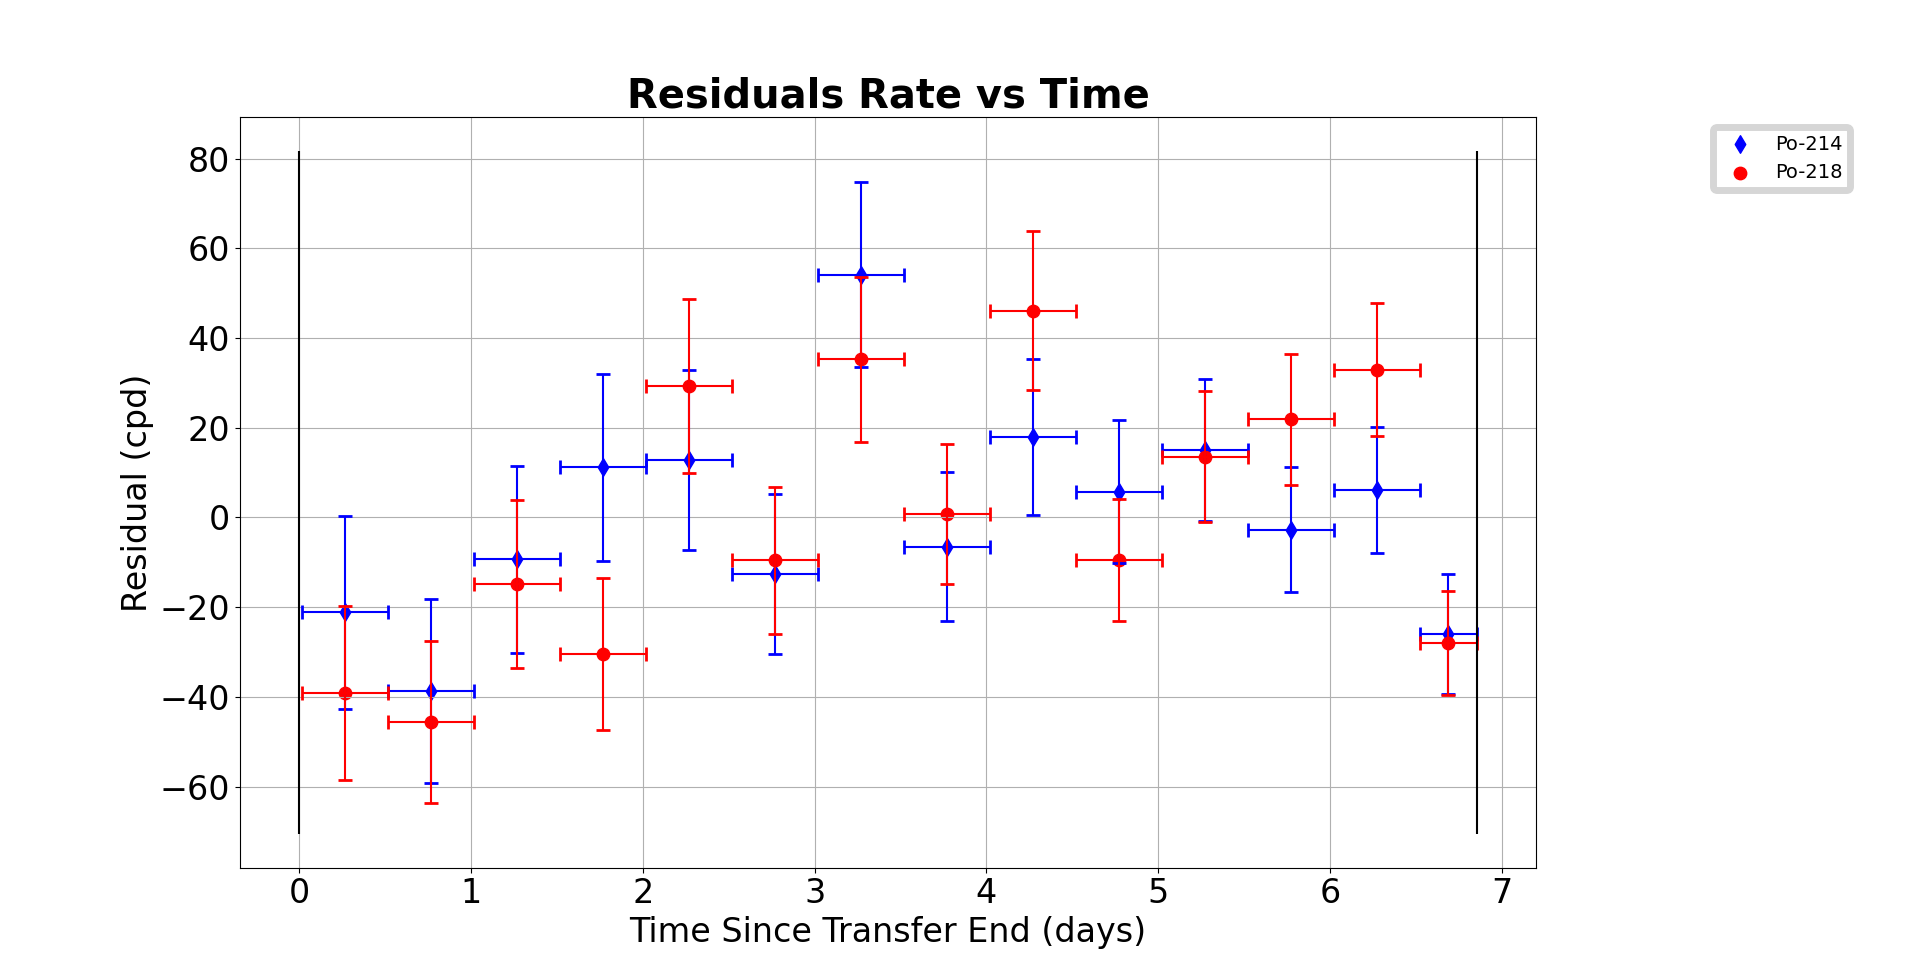 Residuals Rate vs Time
Po-214
Po-218
Residual (cpd)
80
60
40
20
0
−20
−40
−60
0 1 2 3 4 5 6 7
Time Since Transfer End (days)